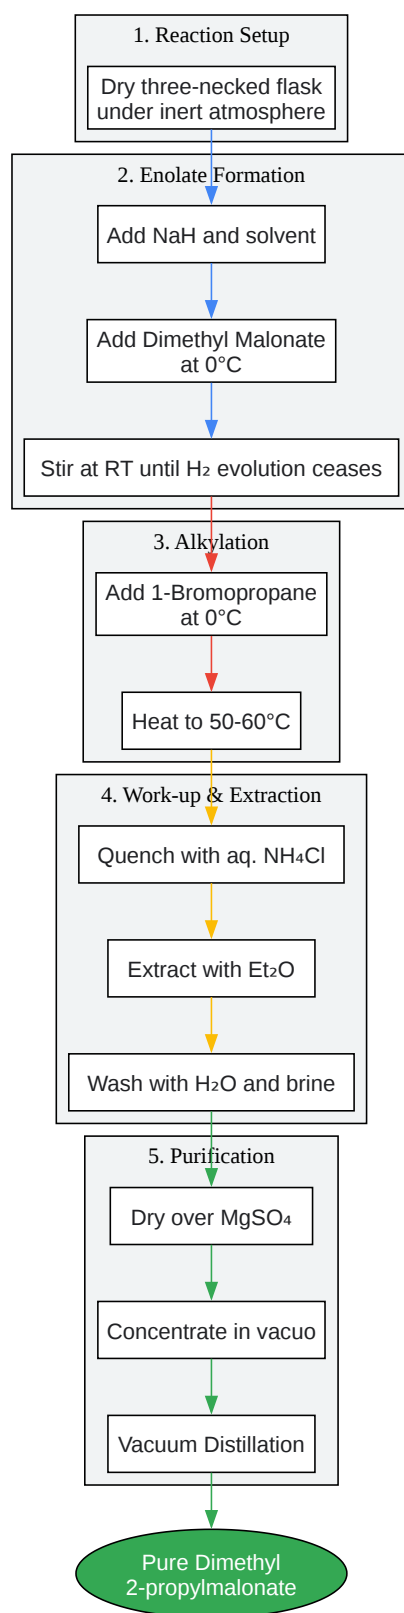 1. Reaction Setup
Dry three-necked flask
under inert atmosphere
2. Enolate Formation
Add NaH and solvent
Add Dimethyl Malonate
at 0°C
Stir at RT until H₂ evolution ceases
3. Alkylation
Add 1-Bromopropane
at 0°C
Heat to 50-60°C
4. Work-up & Extraction
Quench with aq. NH₄Cl
Extract with Et₂O
Wash with H₂O and brine
5. Purification
Dry over MgSO₄
Concentrate in vacuo
Vacuum Distillation
Pure Dimethyl
2-propylmalonate